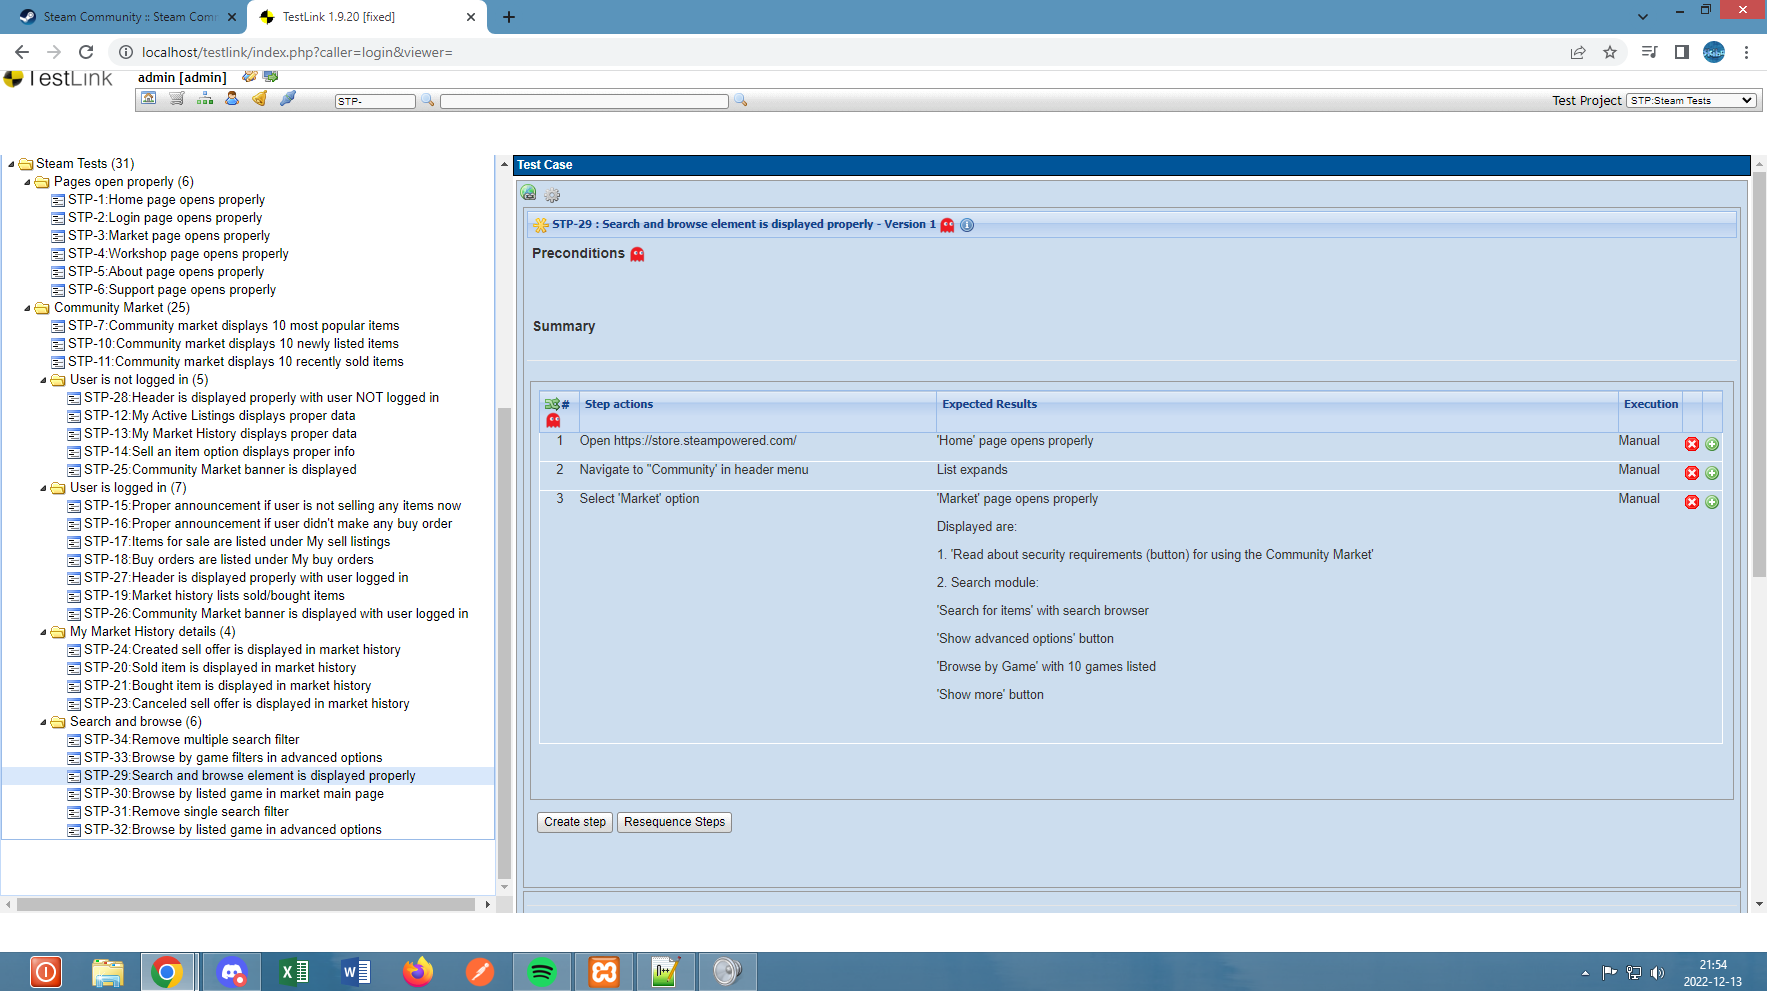 Steam Community :: Steam Comm
TestLink 1.9.20 [fixed]
localhost/testlink/index.php?caller=login&viewer=
TestLink
admin [admin]
STP-
Test Project
STP:Steam Tests
Steam Tests (31)
Pages open properly (6)
STP-1:Home page opens properly
STP-2:Login page opens properly
STP-3:Market page opens properly
STP-4:Workshop page opens properly
STP-5:About page opens properly
STP-6:Support page opens properly
Community Market (25)
STP-7:Community market displays 10 most popular items
STP-10:Community market displays 10 newly listed items
STP-11:Community market displays 10 recently sold items
User is not logged in (5)
STP-28:Header is displayed properly with user NOT logged in
STP-12:My Active Listings displays proper data
STP-13:My Market History displays proper data
STP-14:Sell an item option displays proper info
STP-25:Community Market banner is displayed
User is logged in (7)
STP-15:Proper announcement if user is not selling any items now
STP-16:Proper announcement if user didn't make any buy order
STP-17:Items for sale are listed under My sell listings
STP-18:Buy orders are listed under My buy orders
STP-27:Header is displayed properly with user logged in
STP-19:Market history lists sold/bought items
STP-26:Community Market banner is displayed with user logged in
My Market History details (4)
STP-24:Created sell offer is displayed in market history
STP-20:Sold item is displayed in market history
STP-21:Bought item is displayed in market history
STP-23:Canceled sell offer is displayed in market history
Search and browse (6)
STP-34:Remove multiple search filter
STP-33:Browse by game filters in advanced options
STP-29:Search and browse element is displayed properly
STP-30:Browse by listed game in market main page
STP-31:Remove single search filter
STP-32:Browse by listed game in advanced options
Test Case
STP-29 : Search and browse element is displayed properly - Version 1
Preconditions
Summary
# Step actions Expected Results Execution
1 Open https://store.steampowered.com/ 'Home' page opens properly Manual
2 Navigate to "Community' in header menu List expands Manual
3 Select 'Market' option 'Market' page opens properly Manual
Displayed are:
1. 'Read about security requirements (button) for using the Community Market'
2. Search module:
'Search for items' with search browser
'Show advanced options' button
'Browse by Game' with 10 games listed
'Show more' button
Create step
Resequence Steps
21:54
2022-12-13